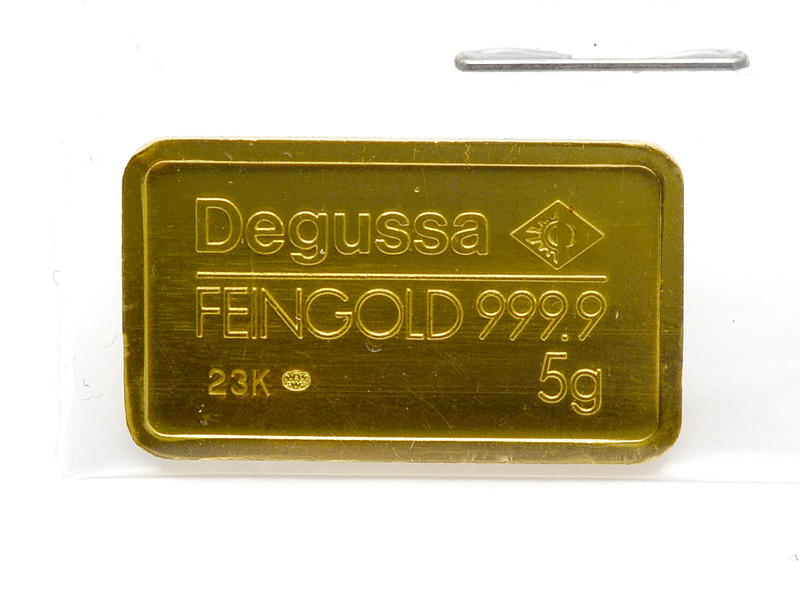 Degussa
FEINGOLD 999.9
5g
23K